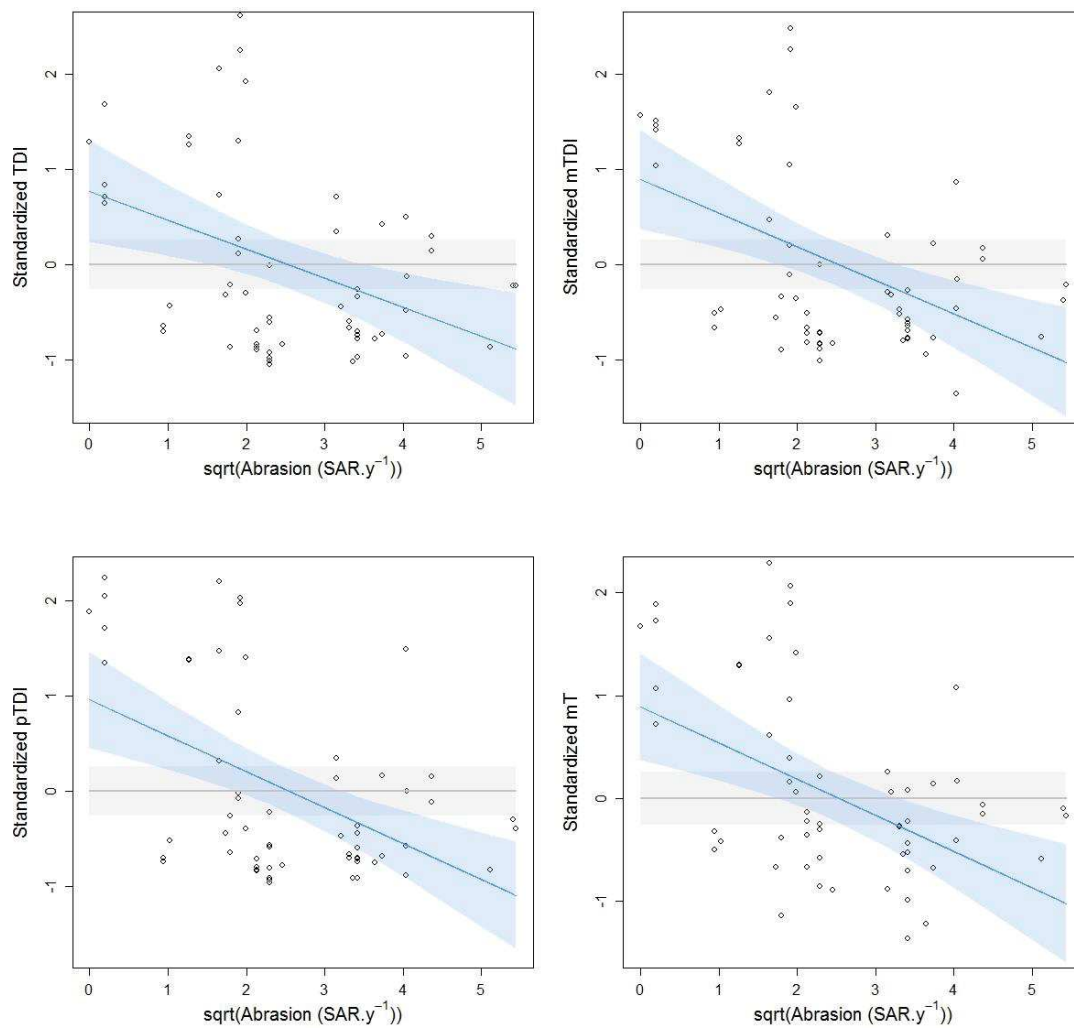 Standardized TDI
2
1
0
-1
0 1 2 3 4 5
sqrt(Abrasion (SAR.y⁻¹))
Standardized mTDI
2
1
0
-1
0 1 2 3 4 5
sqrt(Abrasion (SAR.y⁻¹))
Standardized pTDI
2
1
0
-1
0 1 2 3 4 5
sqrt(Abrasion (SAR.y⁻¹))
Standardized mT
2
1
0
-1
0 1 2 3 4 5
sqrt(Abrasion (SAR.y⁻¹))